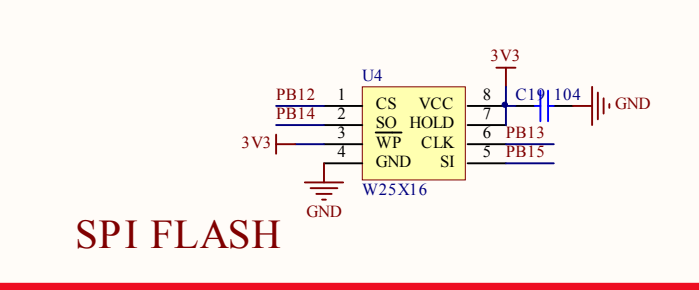 3V3
U4
PB12 1 CS VCC 8 C19 104 GND
PB14 2 SO HOLD 7
3V3 3 WP CLK 6 PB13
4 GND SI 5 PB15
W25X16
GND
SPI FLASH